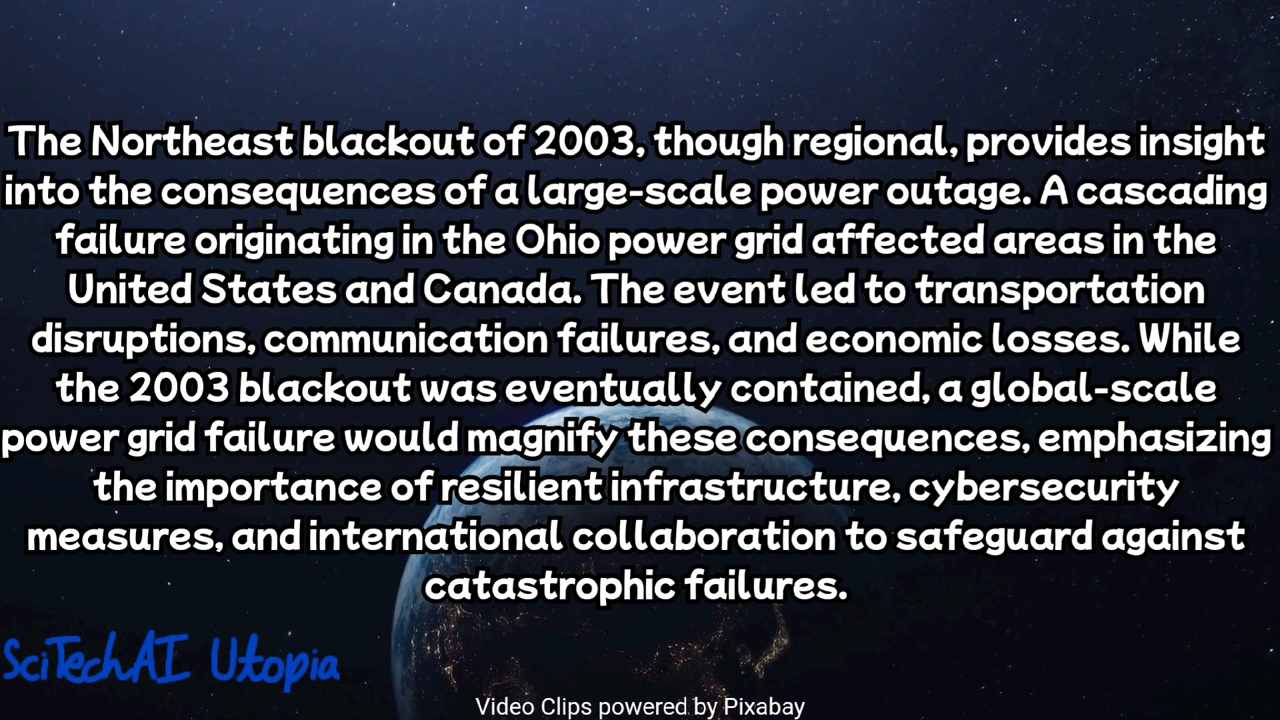 The Northeast blackout of 2003, though regional, provides insight
into the consequences of a large-scale power outage. A cascading
failure originating in the Ohio power grid affected areas in the
United States and Canada. The event led to transportation
disruptions, communication failures, and economic losses. While
the 2003 blackout was eventually contained, a global-scale
power grid failure would magnify these consequences, emphasizing
the importance of resilient infrastructure, cybersecurity
measures, and international collaboration to safeguard against
catastrophic failures.
SciTechAI Utopia
Video Clips powered by Pixabay